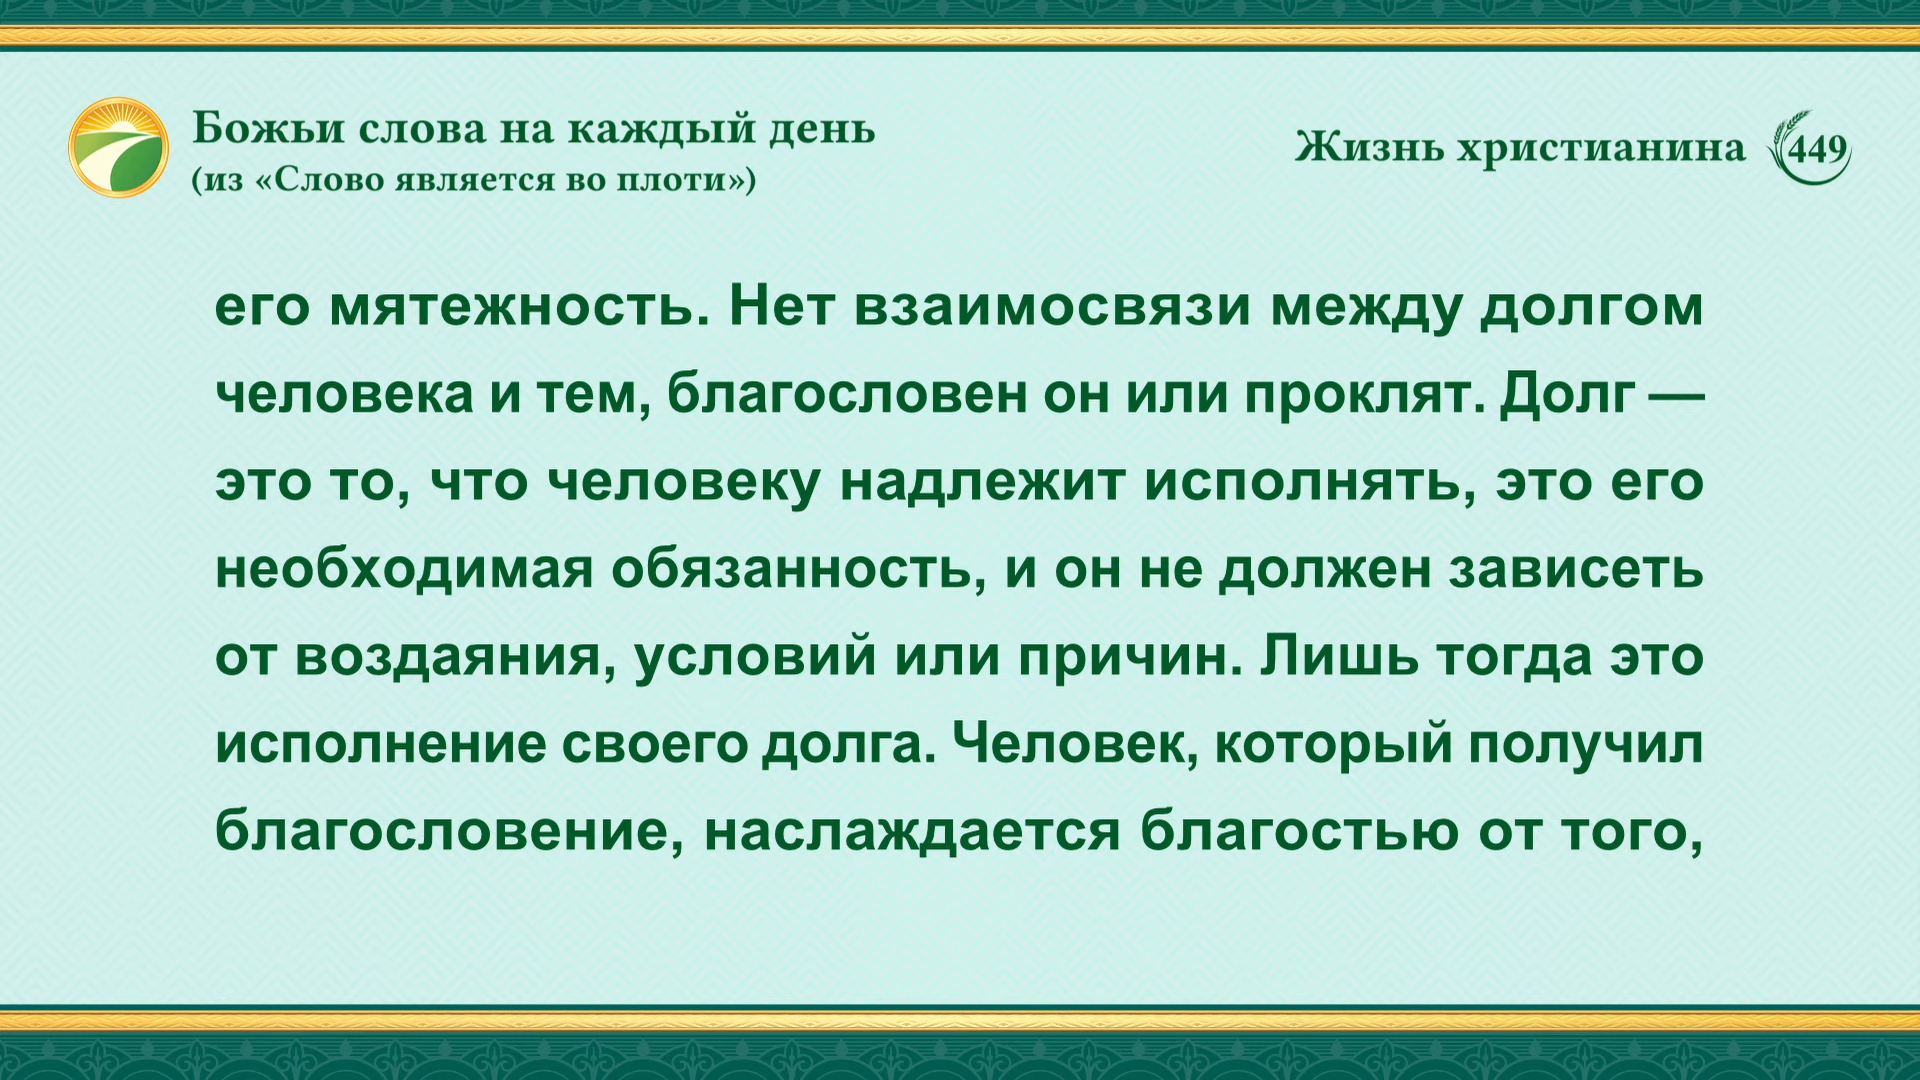 Божьи слова на каждый день
(из «Слово является во плоти»)
Жизнь христианина 449
его мятежность. Нет взаимосвязи между долгом
человека и тем, благословен он или проклят. Долг —
это то, что человеку надлежит исполнять, это его
необходимая обязанность, и он не должен зависеть
от воздаяния, условий или причин. Лишь тогда это
исполнение своего долга. Человек, который получил
благословение, наслаждается благостью от того,